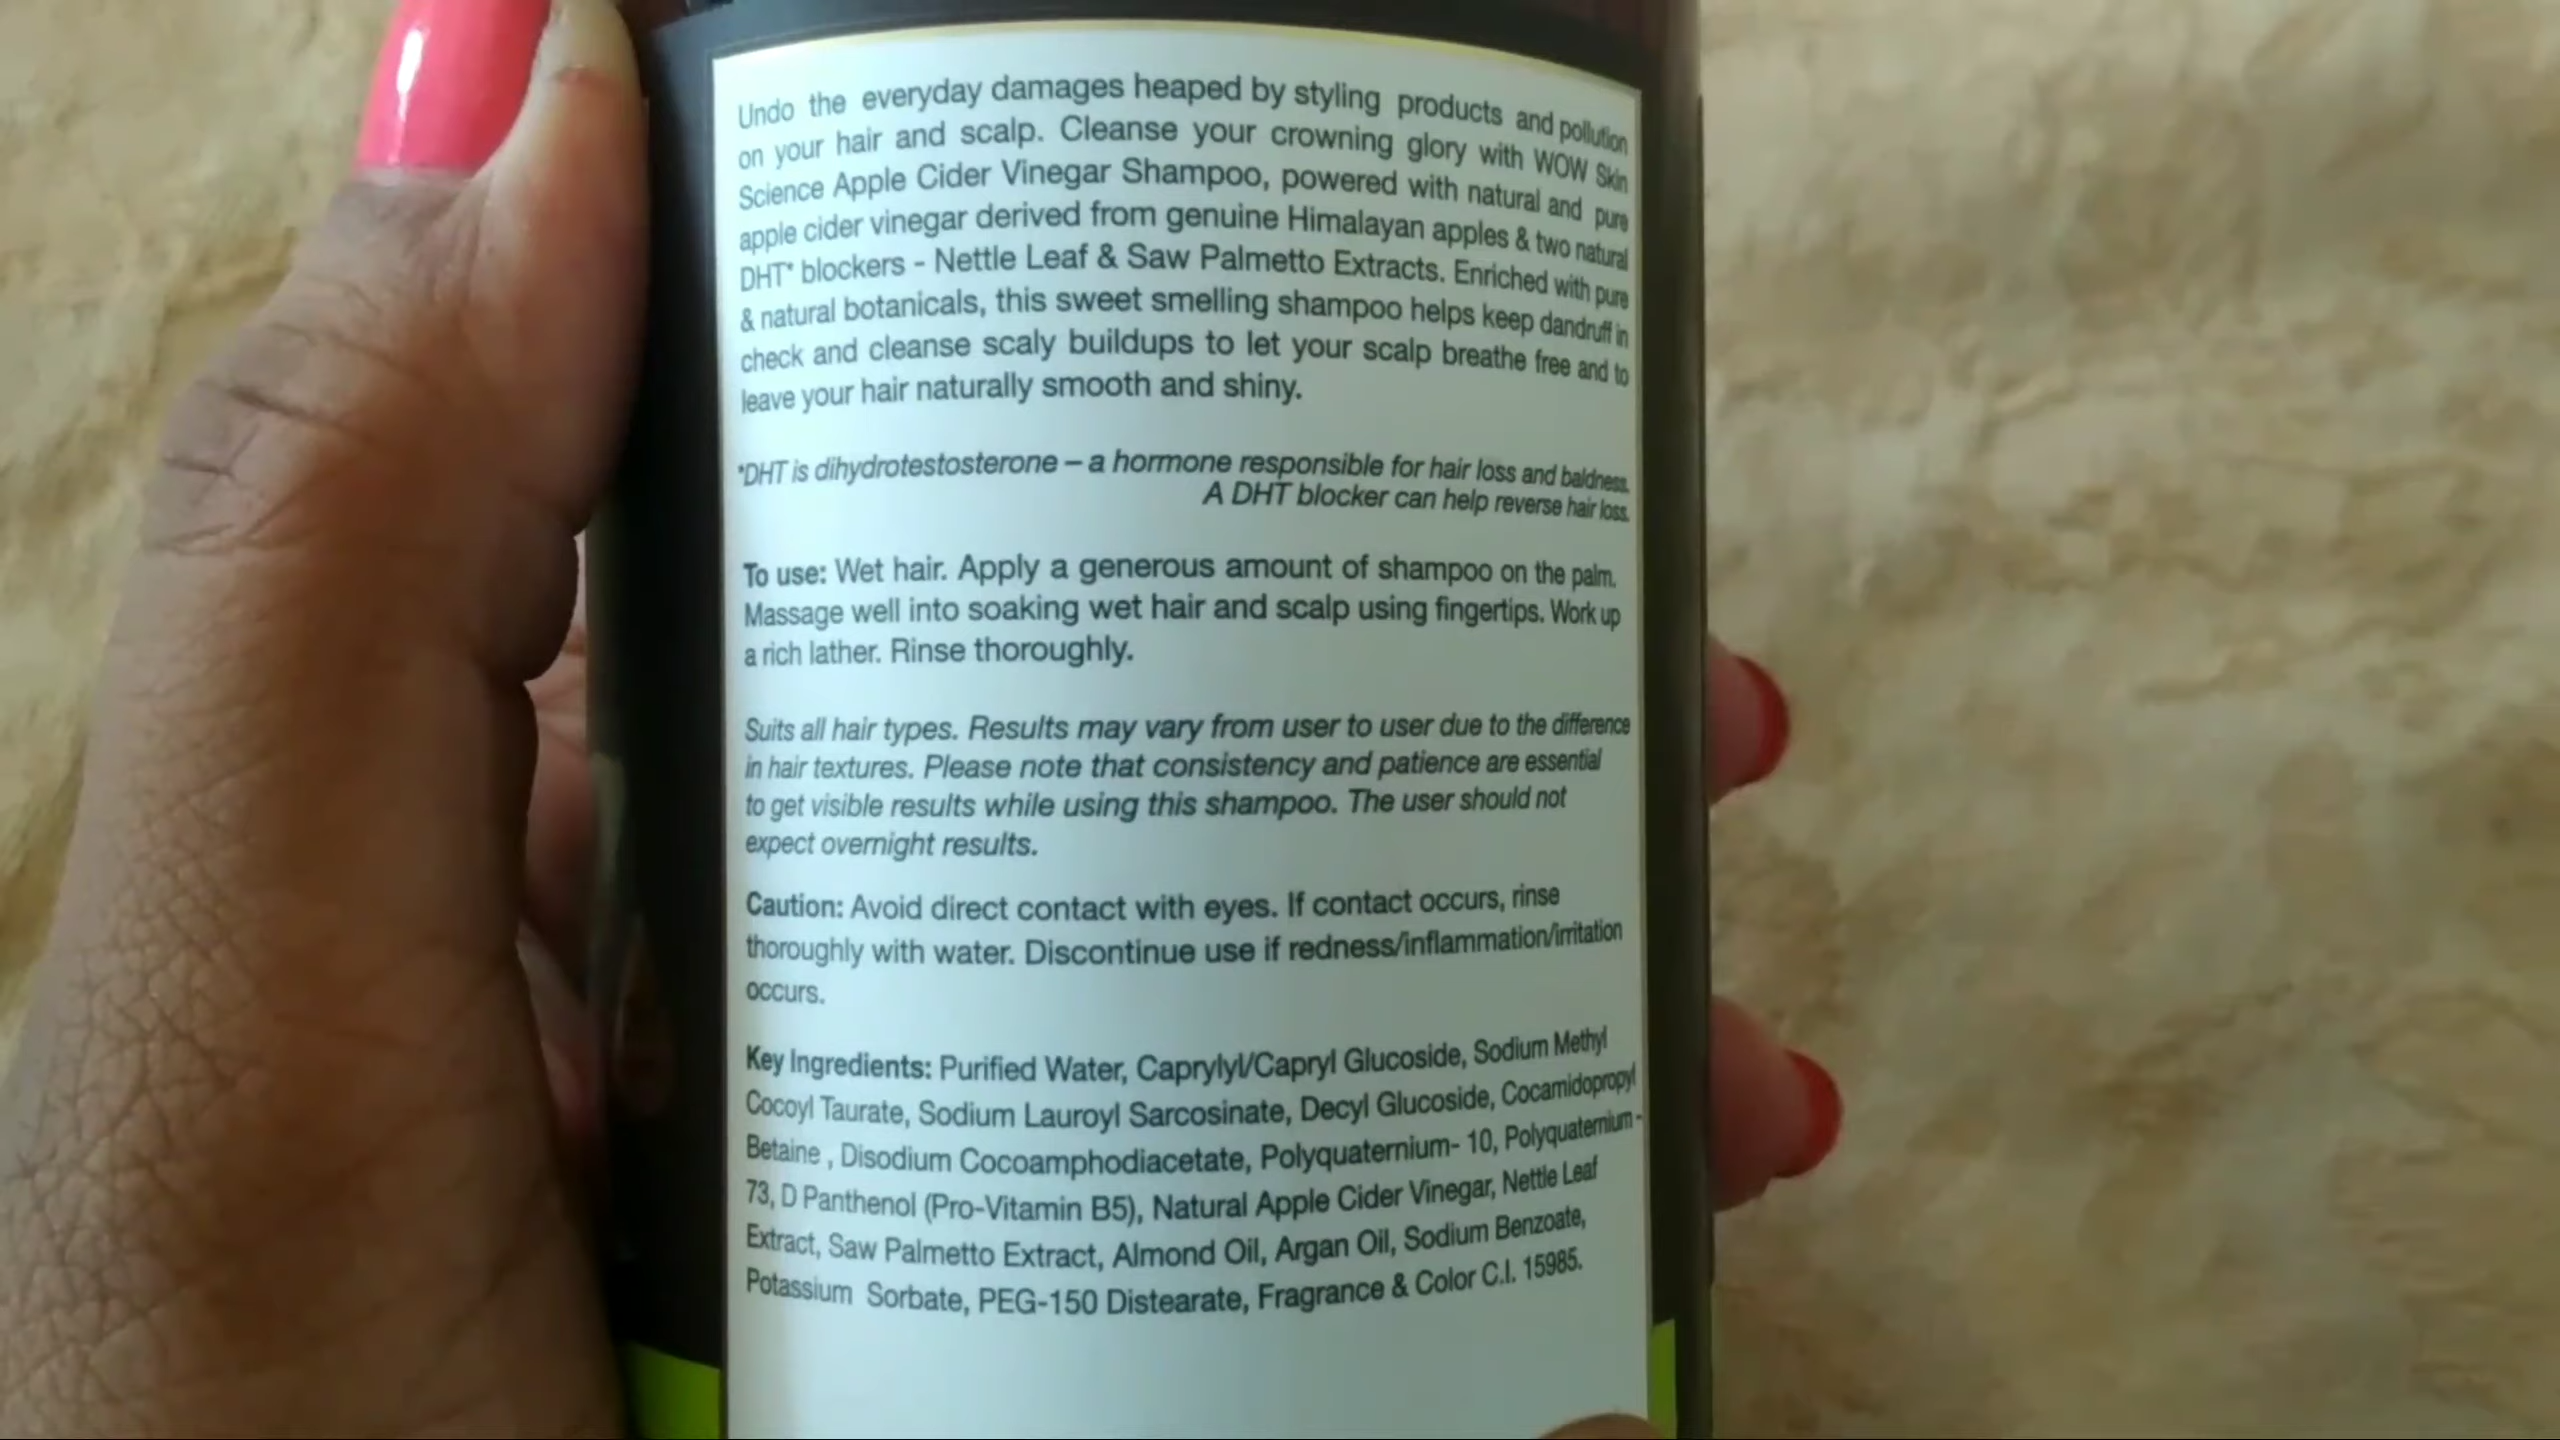 Undo the everyday damages heaped by styling products and pollution
on your hair and scalp. Cleanse your crowning glory with WOW Skin
Science Apple Cider Vinegar Shampoo, powered with natural and pure
apple cider vinegar derived from genuine Himalayan apples & two natural
DHT* blockers - Nettle Leaf & Saw Palmetto Extracts. Enriched with pure
& natural botanicals, this sweet smelling shampoo helps keep dandruff in
check and cleanse scaly buildups to let your scalp breathe free and to
leave your hair naturally smooth and shiny.
*DHT is dihydrotestosterone – a hormone responsible for hair loss and baldness.
A DHT blocker can help reverse hair loss.
To use: Wet hair. Apply a generous amount of shampoo on the palm.
Massage well into soaking wet hair and scalp using fingertips. Work up
a rich lather. Rinse thoroughly.
Suits all hair types. Results may vary from user to user due to the difference
in hair textures. Please note that consistency and patience are essential
to get visible results while using this shampoo. The user should not
expect overnight results.
Caution: Avoid direct contact with eyes. If contact occurs, rinse
thoroughly with water. Discontinue use if redness/inflammation/irritation
occurs.
Key Ingredients: Purified Water, Caprylyl/Capryl Glucoside, Sodium Methyl
Cocoyl Taurate, Sodium Lauroyl Sarcosinate, Decyl Glucoside, Cocamidopropyl
Betaine , Disodium Cocoamphodiacetate, Polyquaternium- 10, Polyquaternium -
73, D Panthenol (Pro-Vitamin B5), Natural Apple Cider Vinegar, Nettle Leaf
Extract, Saw Palmetto Extract, Almond Oil, Argan Oil, Sodium Benzoate,
Potassium Sorbate, PEG-150 Distearate, Fragrance & Color C.I. 15985.